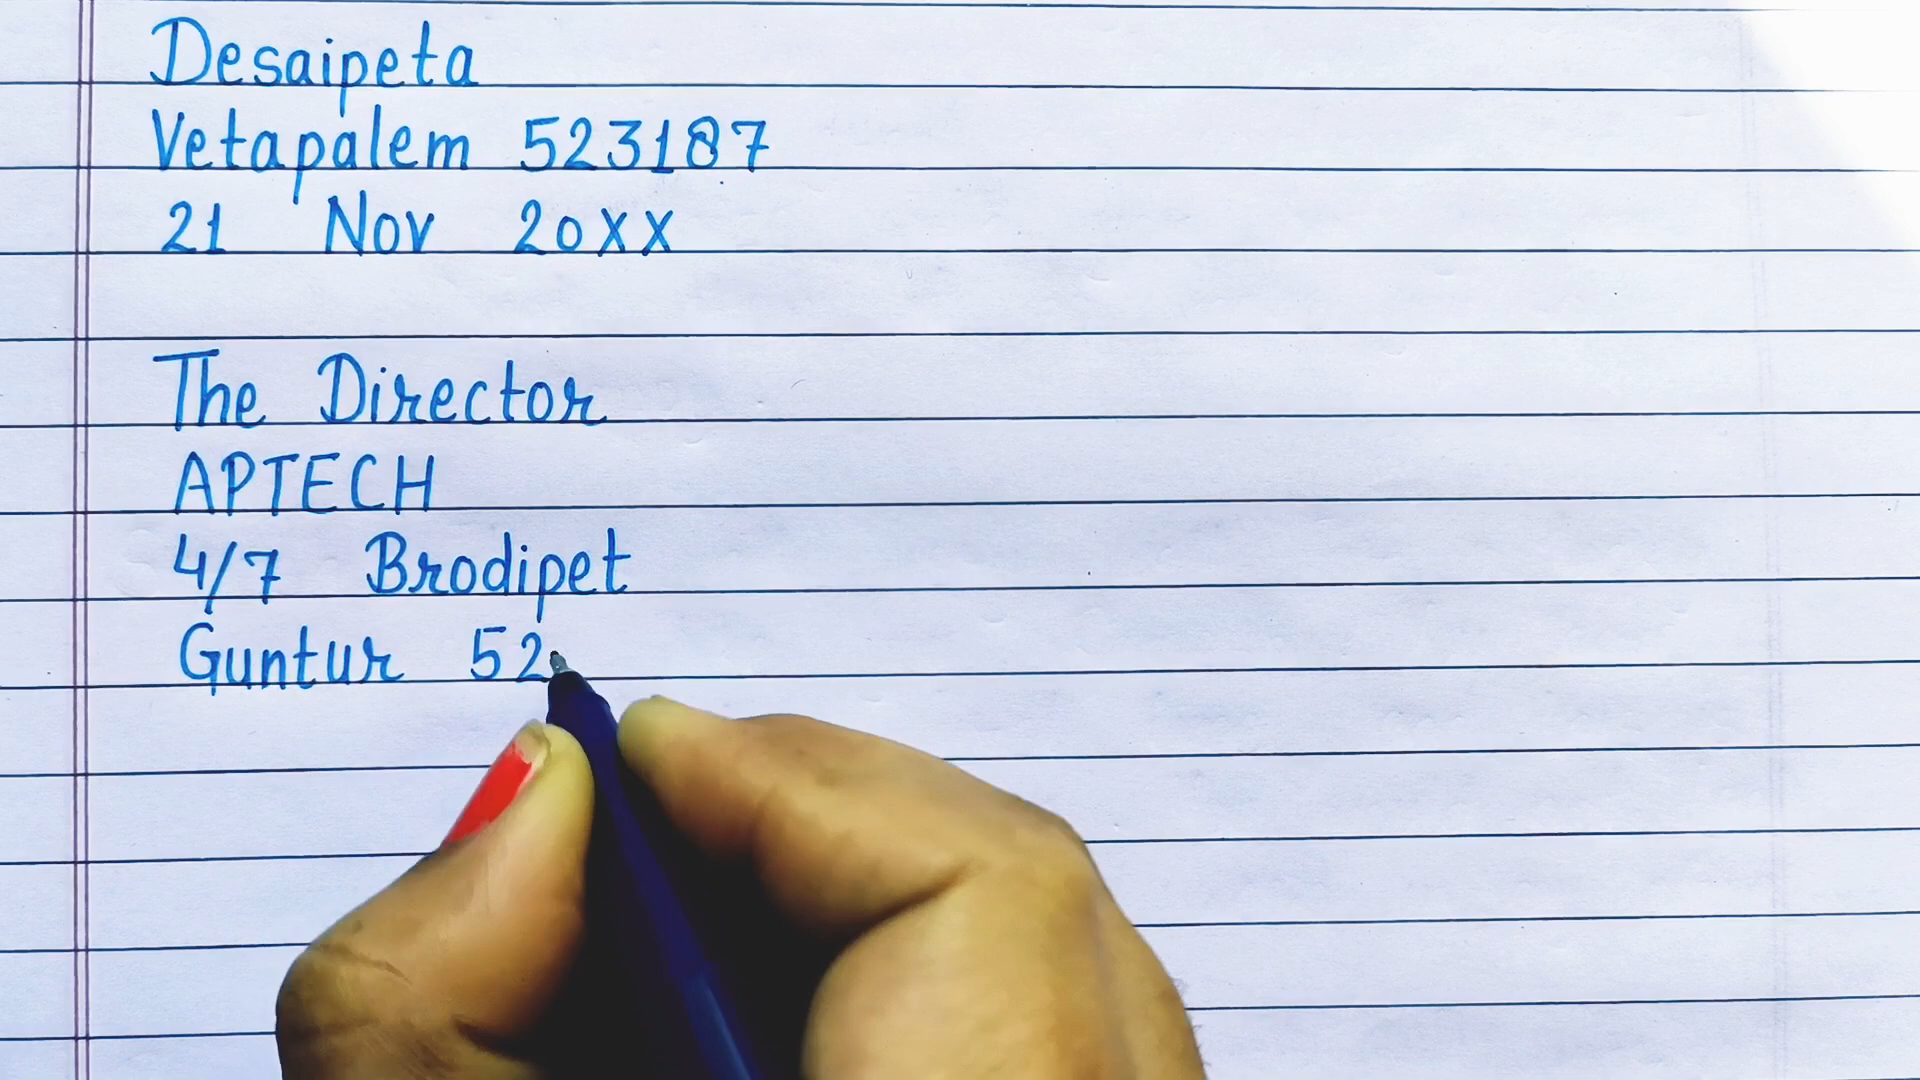 Desaipeta
Vetapalem 523187
21 Nov 20XX
The Director
APTECH
4/7 Brodipet
Guntur 52